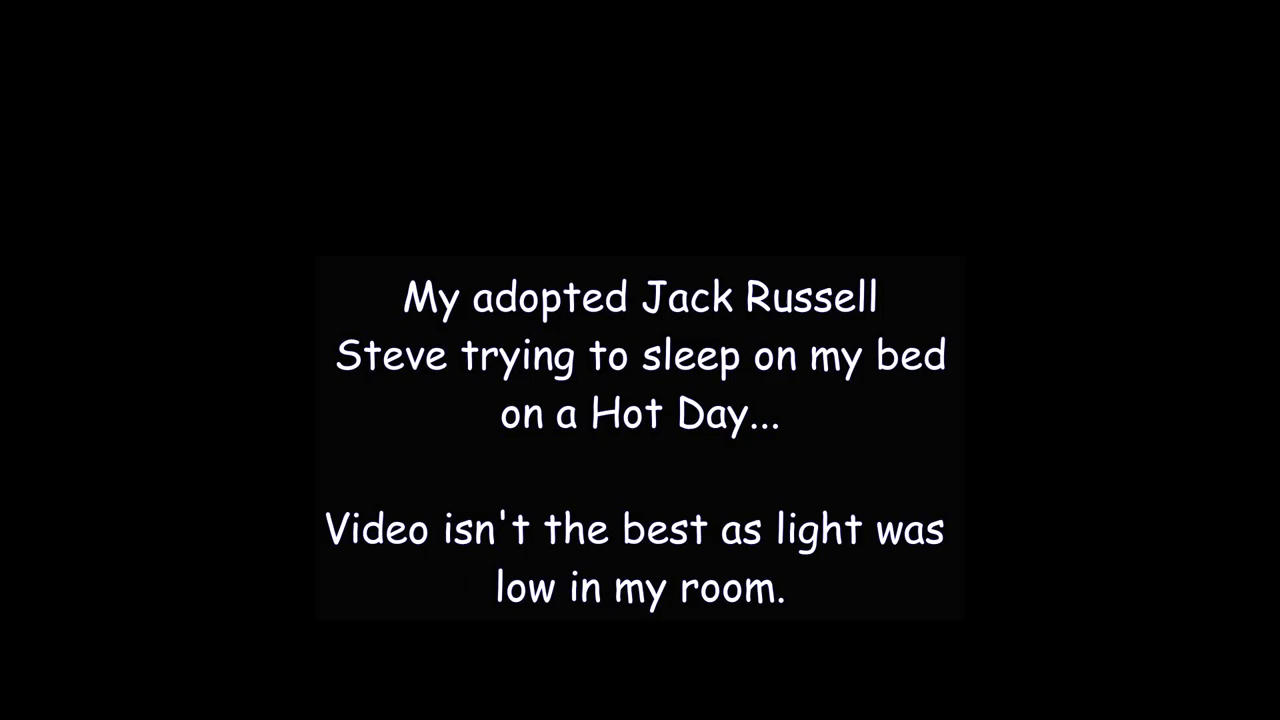 My adopted Jack Russell
Steve trying to sleep on my bed
on a Hot Day...
Video isn't the best as light was
low in my room.